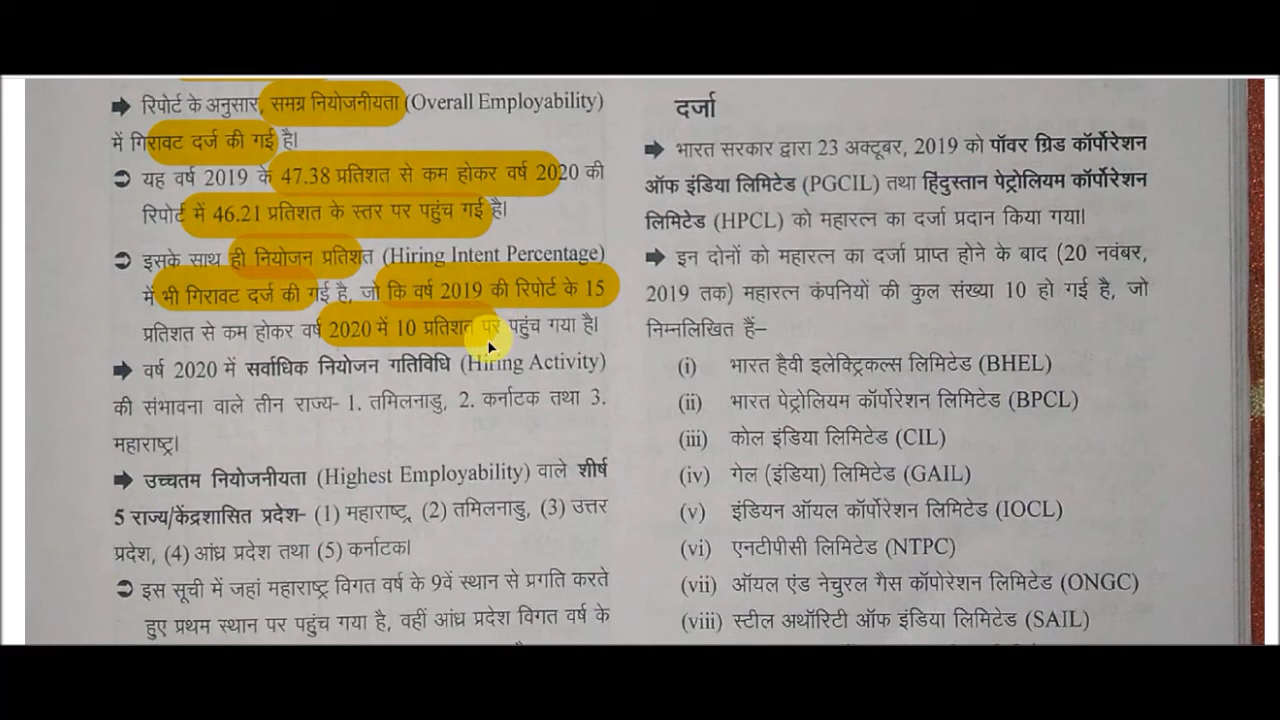 ➡ रिपोर्ट के अनुसार, समग्र नियोजनीयता (Overall Employability)
में गिरावट दर्ज की गई है।
➲ यह वर्ष 2019 के 47.38 प्रतिशत से कम होकर वर्ष 2020 की
रिपोर्ट में 46.21 प्रतिशत के स्तर पर पहुंच गई है।
➲ इसके साथ ही नियोजन प्रतिशत (Hiring Intent Percentage)
में भी गिरावट दर्ज की गई है, जो कि वर्ष 2019 की रिपोर्ट के 15
प्रतिशत से कम होकर वर्ष 2020 में 10 प्रतिशत पर पहुंच गया है।
➡ वर्ष 2020 में सर्वाधिक नियोजन गतिविधि (Hiring Activity)
की संभावना वाले तीन राज्य- 1. तमिलनाडु, 2. कर्नाटक तथा 3.
महाराष्ट्र।
➡ उच्चतम नियोजनीयता (Highest Employability) वाले शीर्ष
5 राज्य/केंद्रशासित प्रदेश- (1) महाराष्ट्र, (2) तमिलनाडु, (3) उत्तर
प्रदेश, (4) आंध्र प्रदेश तथा (5) कर्नाटक।
➲ इस सूची में जहां महाराष्ट्र विगत वर्ष के 9वें स्थान से प्रगति करते
हुए प्रथम स्थान पर पहुंच गया है, वहीं आंध्र प्रदेश विगत वर्ष के
दर्जा
➡ भारत सरकार द्वारा 23 अक्टूबर, 2019 को पॉवर ग्रिड कॉर्पोरेशन
ऑफ इंडिया लिमिटेड (PGCIL) तथा हिंदुस्तान पेट्रोलियम कॉर्पोरेशन
लिमिटेड (HPCL) को महारत्न का दर्जा प्रदान किया गया।
➡ इन दोनों को महारत्न का दर्जा प्राप्त होने के बाद (20 नवंबर,
2019 तक) महारत्न कंपनियों की कुल संख्या 10 हो गई है, जो
निम्नलिखित हैं–
(i) भारत हैवी इलेक्ट्रिकल्स लिमिटेड (BHEL)
(ii) भारत पेट्रोलियम कॉर्पोरेशन लिमिटेड (BPCL)
(iii) कोल इंडिया लिमिटेड (CIL)
(iv) गेल (इंडिया) लिमिटेड (GAIL)
(v) इंडियन ऑयल कॉर्पोरेशन लिमिटेड (IOCL)
(vi) एनटीपीसी लिमिटेड (NTPC)
(vii) ऑयल एंड नेचुरल गैस कॉपोरेशन लिमिटेड (ONGC)
(viii) स्टील अथॉरिटी ऑफ इंडिया लिमिटेड (SAIL)